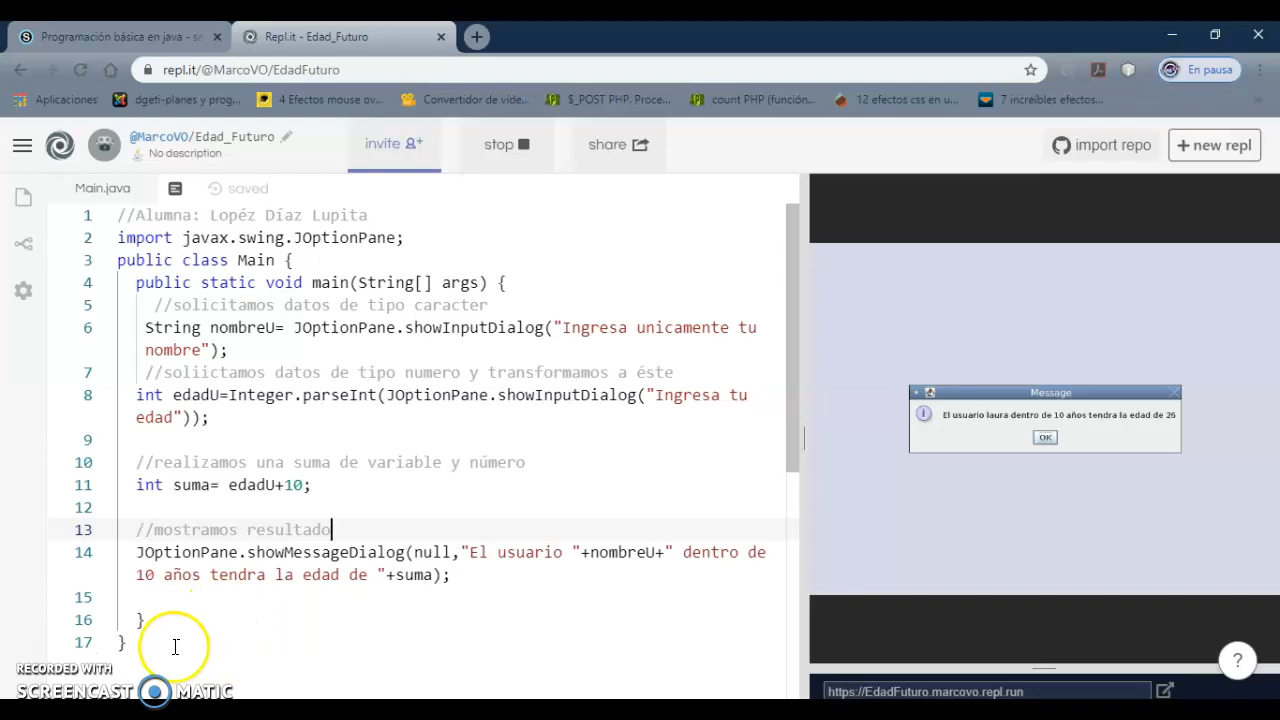 Programación básica en java - se
Repl.it - Edad_Futuro
repl.it/@MarcoVO/EdadFuturo
En pausa
Aplicaciones
dgeti-planes y prog...
4 Efectos mouse ov...
Convertidor de víde...
$_POST PHP. Proce...
count PHP (función...
12 efectos css en u...
7 increíbles efectos...
@MarcoVO/Edad_Futuro
No description
invite
stop
share
import repo
+ new repl
Main.java
saved
1 //Alumna: Lopéz Díaz Lupita
2 import javax.swing.JOptionPane;
3 public class Main {
4 public static void main(String[] args) {
5 //solicitamos datos de tipo caracter
6 String nombreU= JOptionPane.showInputDialog("Ingresa unicamente tu
nombre");
7 //soliictamos datos de tipo numero y transformamos a éste
8 int edadU=Integer.parseInt(JOptionPane.showInputDialog("Ingresa tu
edad"));
9
10 //realizamos una suma de variable y número
11 int suma= edadU+10;
12
13 //mostramos resultado
14 JOptionPane.showMessageDialog(null,"El usuario "+nombreU+" dentro de
10 años tendra la edad de "+suma);
15
16 }
17 }
Message
El usuario laura dentro de 10 años tendra la edad de 26
OK
https://EdadFuturo.marcovo.repl.run
?
RECORDED WITH
SCREENCAST MATIC